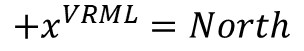 +x^{VRML} = North